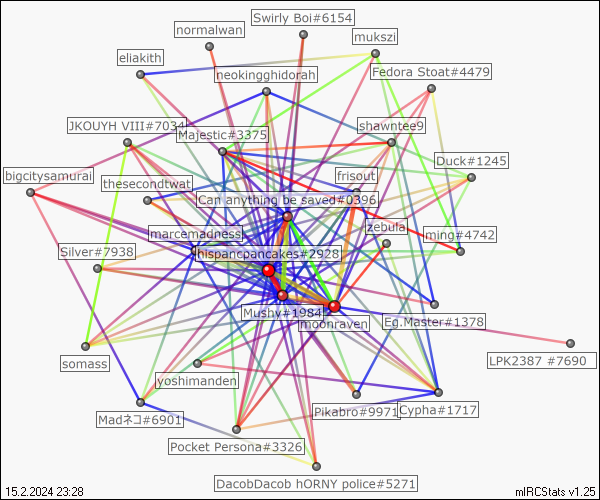 Swirly Boi#6154
normalwan
mukszi
eliakith
neokingghidorah
Fedora Stoat#4479
JKOUYH VIII#7034
Majestic#3375
shawntee9
Duck#1245
bigcitysamurai
thesecondtwat
frisout
Can anything be saved#0396
zebula
marcemadness
ming#4742
Silver#7938
hispancpancakes#2928
Mushy#1984
moonraven
Eg.Master#1378
somass
LPK2387 #7690
yoshimanden
Madネコ#6901
Pikabro#9971
Cypha#1717
Pocket Persona#3326
DacobDacob hORNY police#5271
15.2.2024 23:28
mIRCStats v1.25